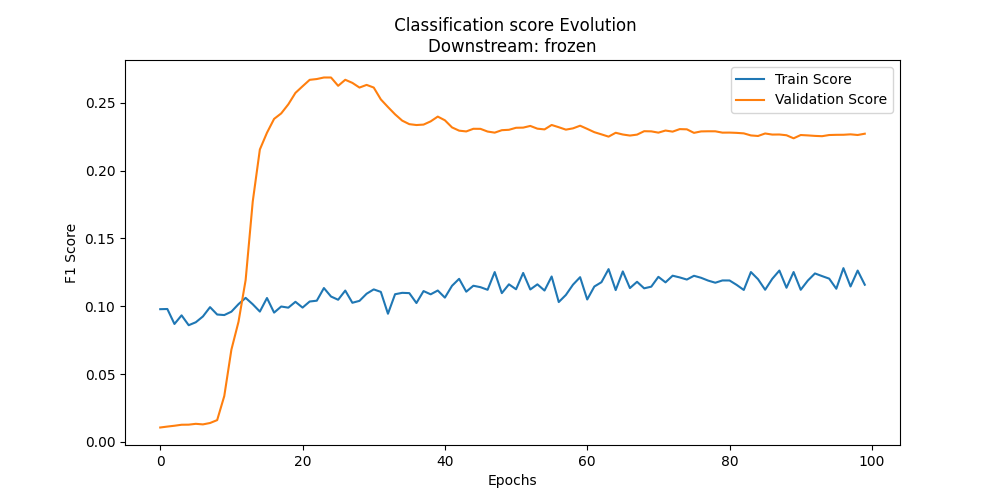 Classification score Evolution
Downstream: frozen
Train Score
Validation Score
F1 Score
0.25
0.20
0.15
0.10
0.05
0.00
0 20 40 60 80 100
Epochs